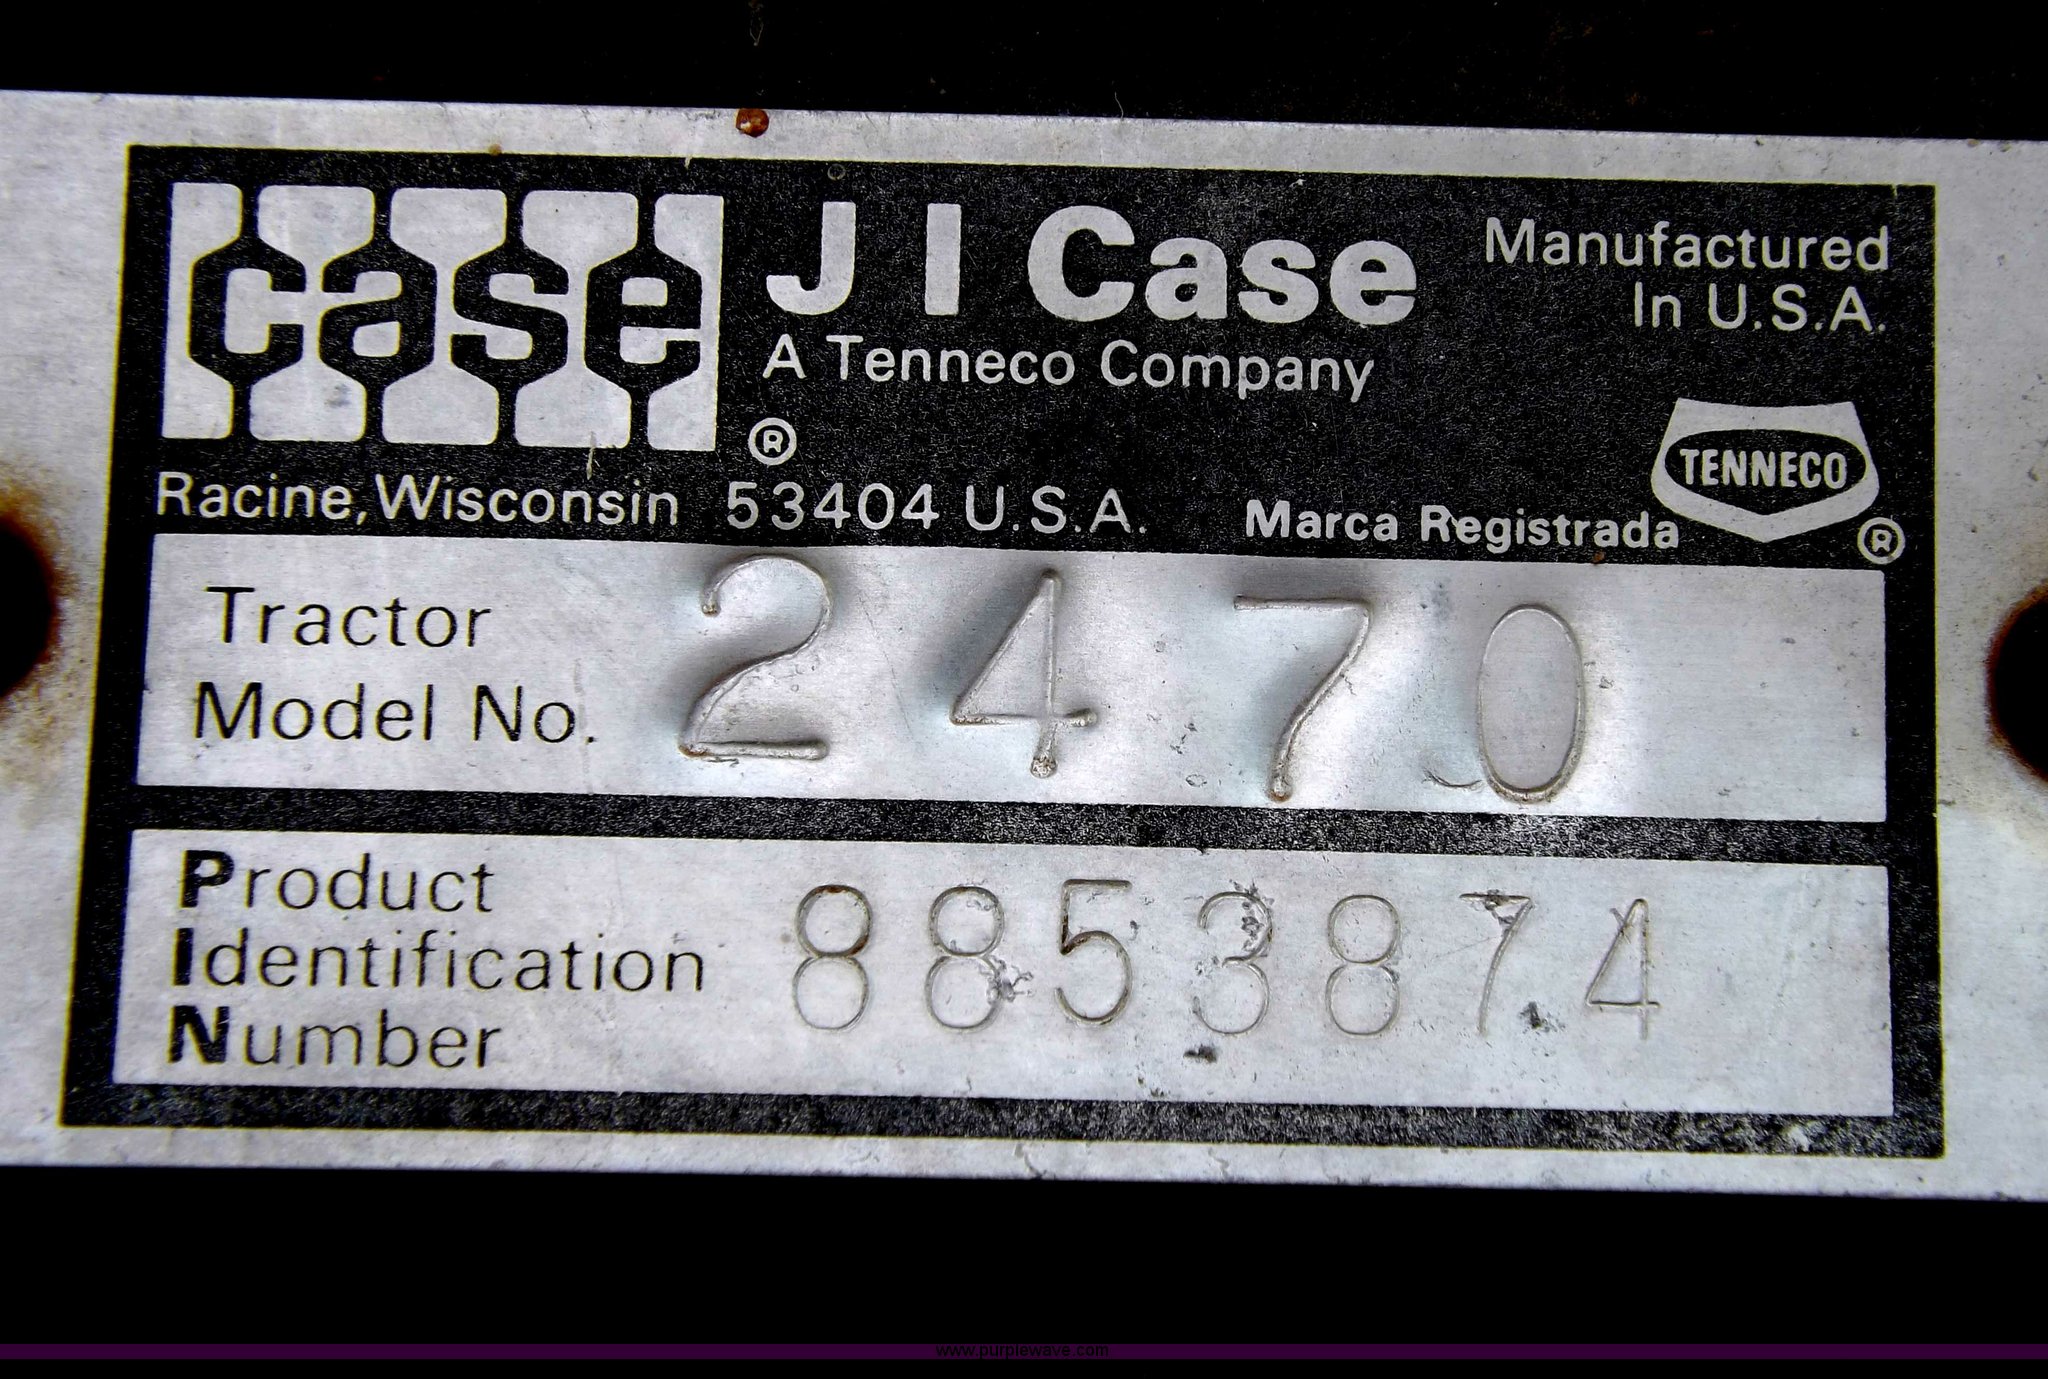 case
J I Case
A Tenneco Company
Manufactured
In U.S.A.
®
TENNECO
Racine, Wisconsin 53404 U.S.A.
Marca Registrada
®
Tractor
Model No.
2470
Product
Identification
Number
8853874
www.purplewave.com